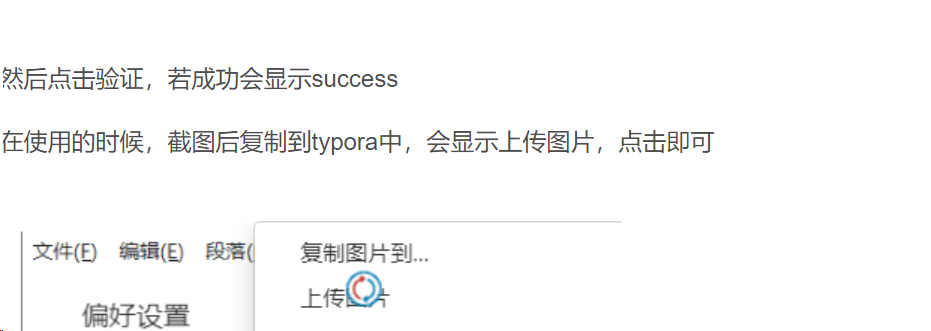 然后点击验证，若成功会显示success
在使用的时候，截图后复制到typora中，会显示上传图片，点击即可
文件(F) 编辑(E) 段落( 复制图片到...
偏好设置 上传图片